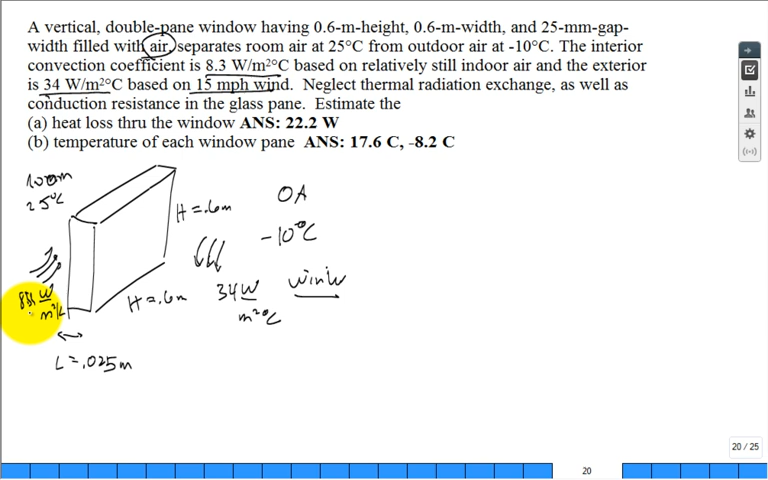 A vertical, double-pane window having 0.6-m-height, 0.6-m-width, and 25-mm-gap-
width filled with air, separates room air at 25°C from outdoor air at -10°C. The interior
convection coefficient is 8.3 W/m²°C based on relatively still indoor air and the exterior
is 34 W/m²°C based on 15 mph wind. Neglect thermal radiation exchange, as well as
conduction resistance in the glass pane. Estimate the
(a) heat loss thru the window ANS: 22.2 W
(b) temperature of each window pane ANS: 17.6 C, -8.2 C
room
25°C
H = .6m
OA
-10°C
H = .6m
34 W
m²°C
W
m²
L = .025m
20 / 25
20